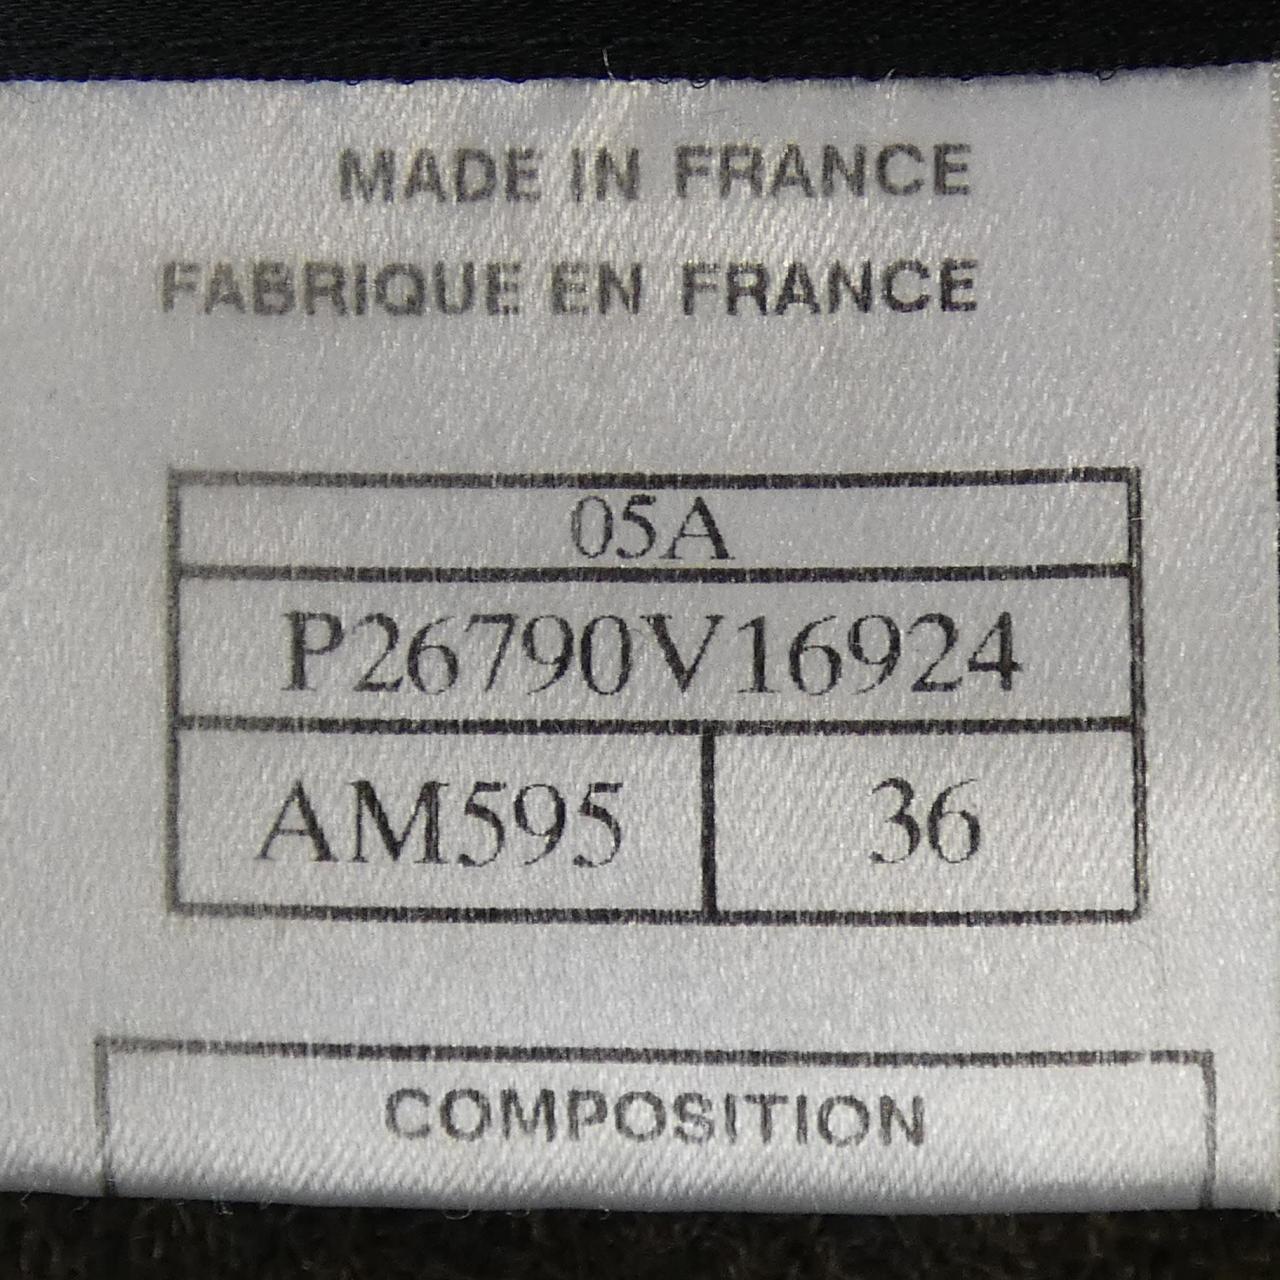 MADE IN FRANCE
FABRIQUE EN FRANCE
05A
P26790V16924
AM595 36
COMPOSITION